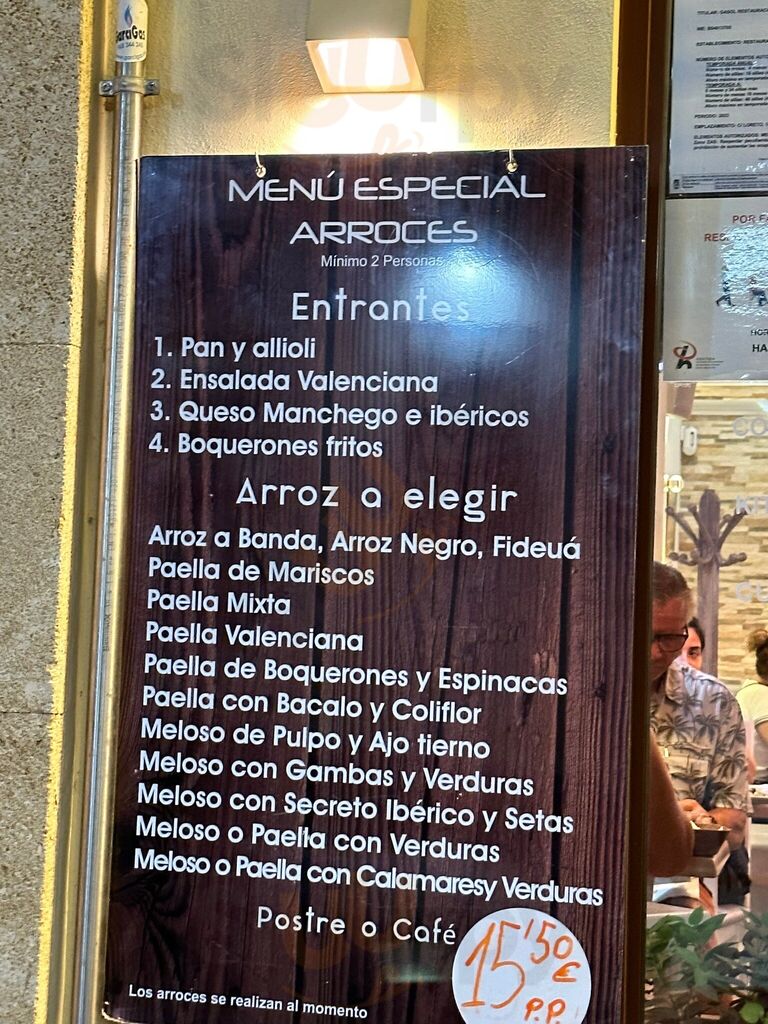 MENÚ ESPECIAL
ARROCES
Mínimo 2 Personas
Entrantes
1. Pan y allioli
2. Ensalada Valenciana
3. Queso Manchego e ibéricos
4. Boquerones fritos
Arroz a elegir
Arroz a Banda, Arroz Negro, Fideuá
Paella de Mariscos
Paella Mixta
Paella Valenciana
Paella de Boquerones y Espinacas
Paella con Bacalo y Coliflor
Meloso de Pulpo y Ajo tierno
Meloso con Gambas y Verduras
Meloso con Secreto Ibérico y Setas
Meloso o Paella con Verduras
Meloso o Paella con Calamaresy Verduras
Postre o Café
15'50
€
P.P.
Los arroces se realizan al momento
POR